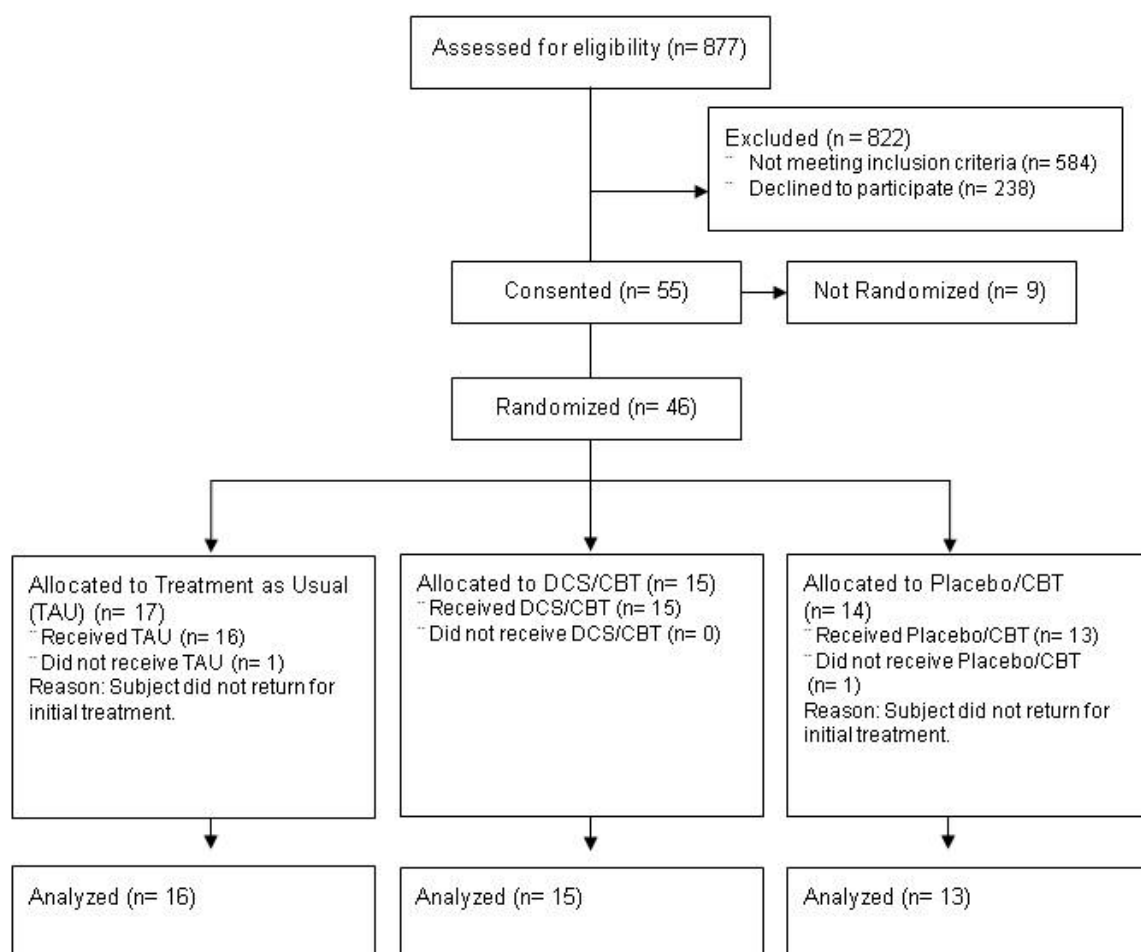 Assessed for eligibility (n= 877)
Excluded (n = 822)
¨ Not meeting inclusion criteria (n= 584)
¨ Declined to participate (n= 238)
Consented (n= 55)
Not Randomized (n= 9)
Randomized (n= 46)
Allocated to Treatment as Usual
(TAU) (n= 17)
¨ Received TAU (n= 16)
¨ Did not receive TAU (n= 1)
Reason: Subject did not return for
initial treatment.
Allocated to DCS/CBT (n= 15)
¨ Received DCS/CBT (n= 15)
¨ Did not receive DCS/CBT (n= 0)
Allocated to Placebo/CBT
(n= 14)
¨ Received Placebo/CBT (n= 13)
¨ Did not receive Placebo/CBT
(n= 1)
Reason: Subject did not return for
initial treatment.
Analyzed (n= 16)
Analyzed (n= 15)
Analyzed (n= 13)